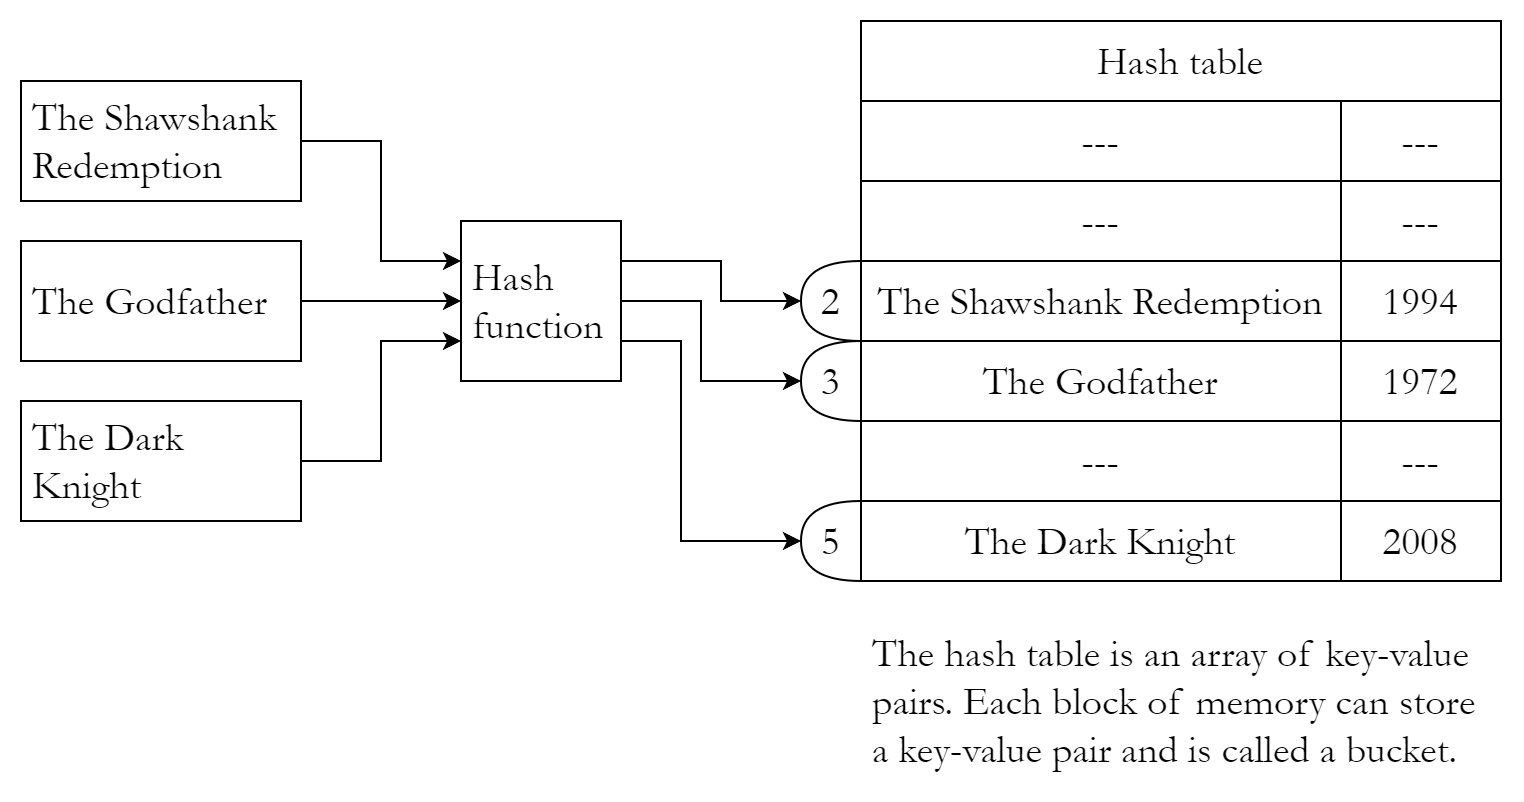 The Shawshank
Redemption
The Godfather
The Dark
Knight
Hash
function
Hash table
--- ---
--- ---
2 The Shawshank Redemption 1994
3 The Godfather 1972
--- ---
5 The Dark Knight 2008
The hash table is an array of key-value
pairs. Each block of memory can store
a key-value pair and is called a bucket.